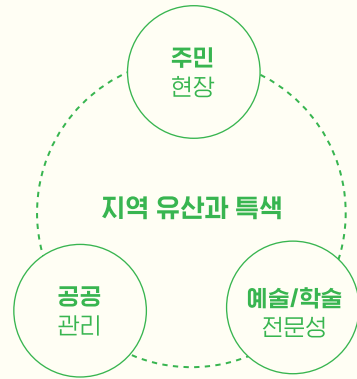 주민
현장
지역 유산과 특색
공공
관리
예술/학술
전문성